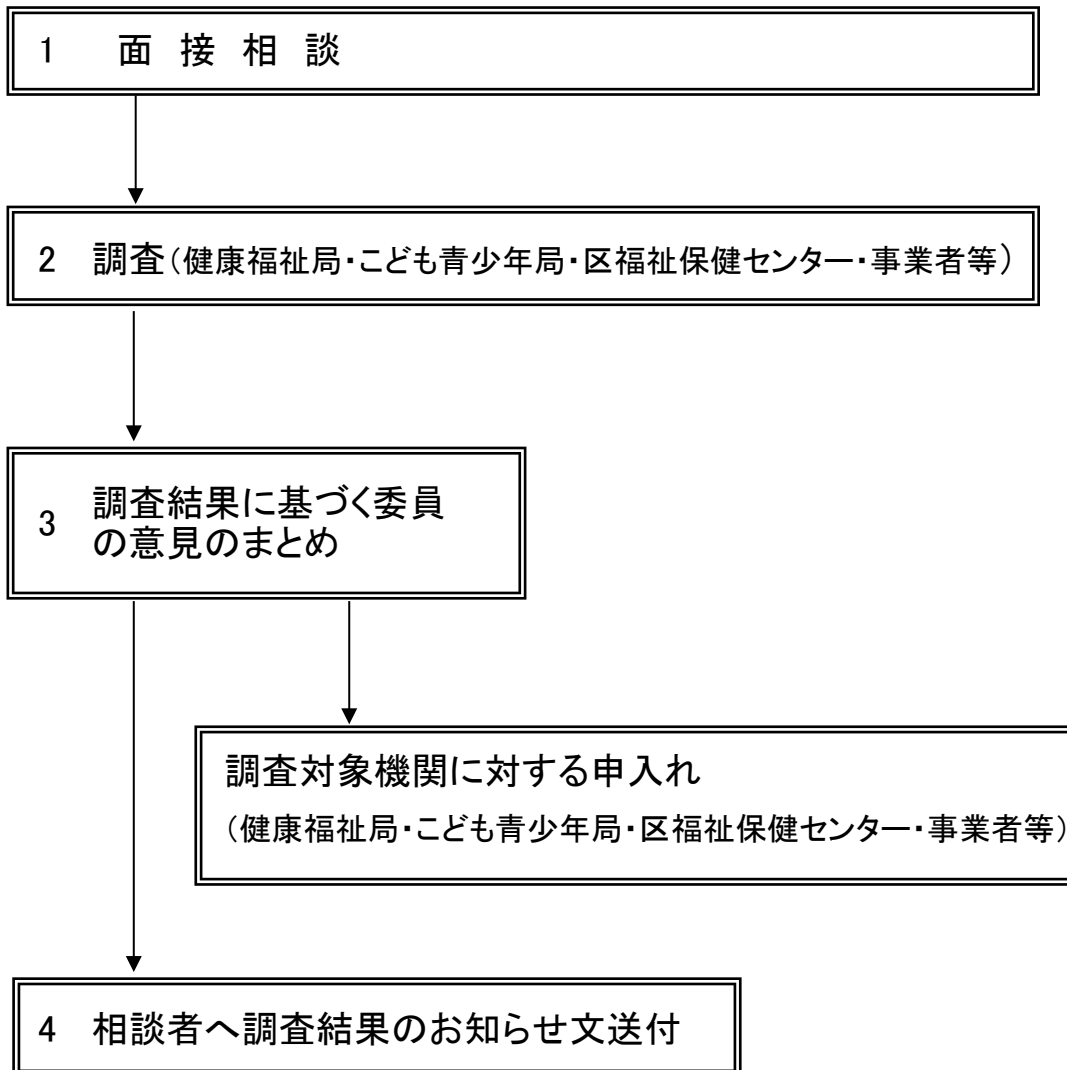 1 面 接 相 談
2 調査（健康福祉局・こども青少年局・区福祉保健センター・事業者等）
3 調査結果に基づく委員
の意見のまとめ
調査対象機関に対する申入れ
（健康福祉局・こども青少年局・区福祉保健センター・事業者等）
4 相談者へ調査結果のお知らせ文送付